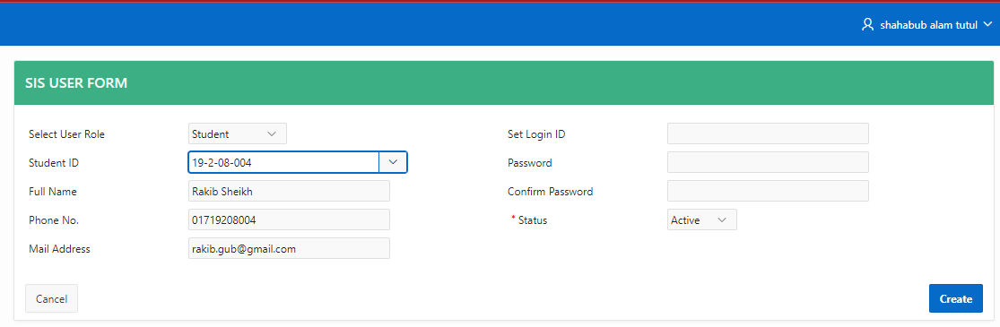 shahabub alam tutul
SIS USER FORM
Select User Role Student Set Login ID
Student ID 19-2-08-004 Password
Full Name Rakib Sheikh Confirm Password
Phone No. 01719208004 * Status Active
Mail Address rakib.gub@gmail.com
Cancel Create